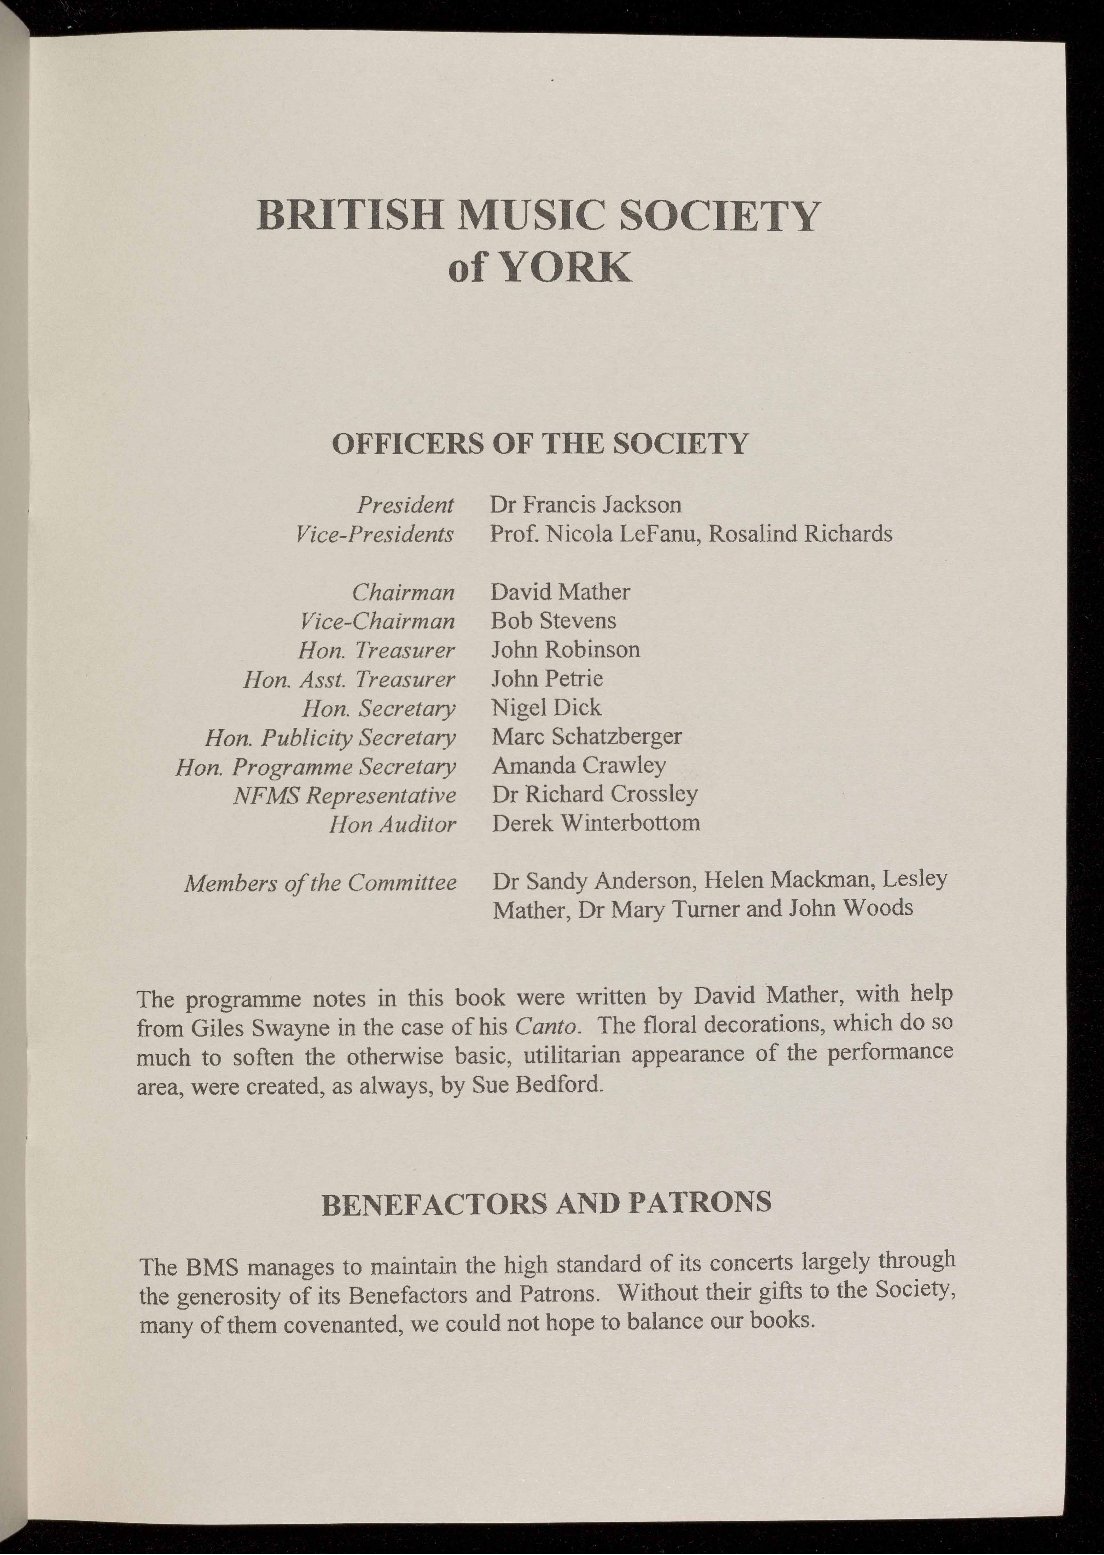 BRITISH MUSIC SOCIETY
of YORK
OFFICERS OF THE SOCIETY
President Dr Francis Jackson
Vice-Presidents Prof. Nicola LeFanu, Rosalind Richards
Chairman David Mather
Vice-Chairman Bob Stevens
Hon. Treasurer John Robinson
Hon. Asst. Treasurer John Petrie
Hon. Secretary Nigel Dick
Hon. Publicity Secretary Marc Schatzberger
Hon. Programme Secretary Amanda Crawley
NFMS Representative Dr Richard Crossley
Hon Auditor Derek Winterbottom
Members of the Committee Dr Sandy Anderson, Helen Mackman, Lesley
Mather, Dr Mary Turner and John Woods
The programme notes in this book were written by David Mather, with help
from Giles Swayne in the case of his Canto. The floral decorations, which do so
much to soften the otherwise basic, utilitarian appearance of the performance
area, were created, as always, by Sue Bedford.
BENEFACTORS AND PATRONS
The BMS manages to maintain the high standard of its concerts largely through
the generosity of its Benefactors and Patrons. Without their gifts to the Society,
many of them covenanted, we could not hope to balance our books.